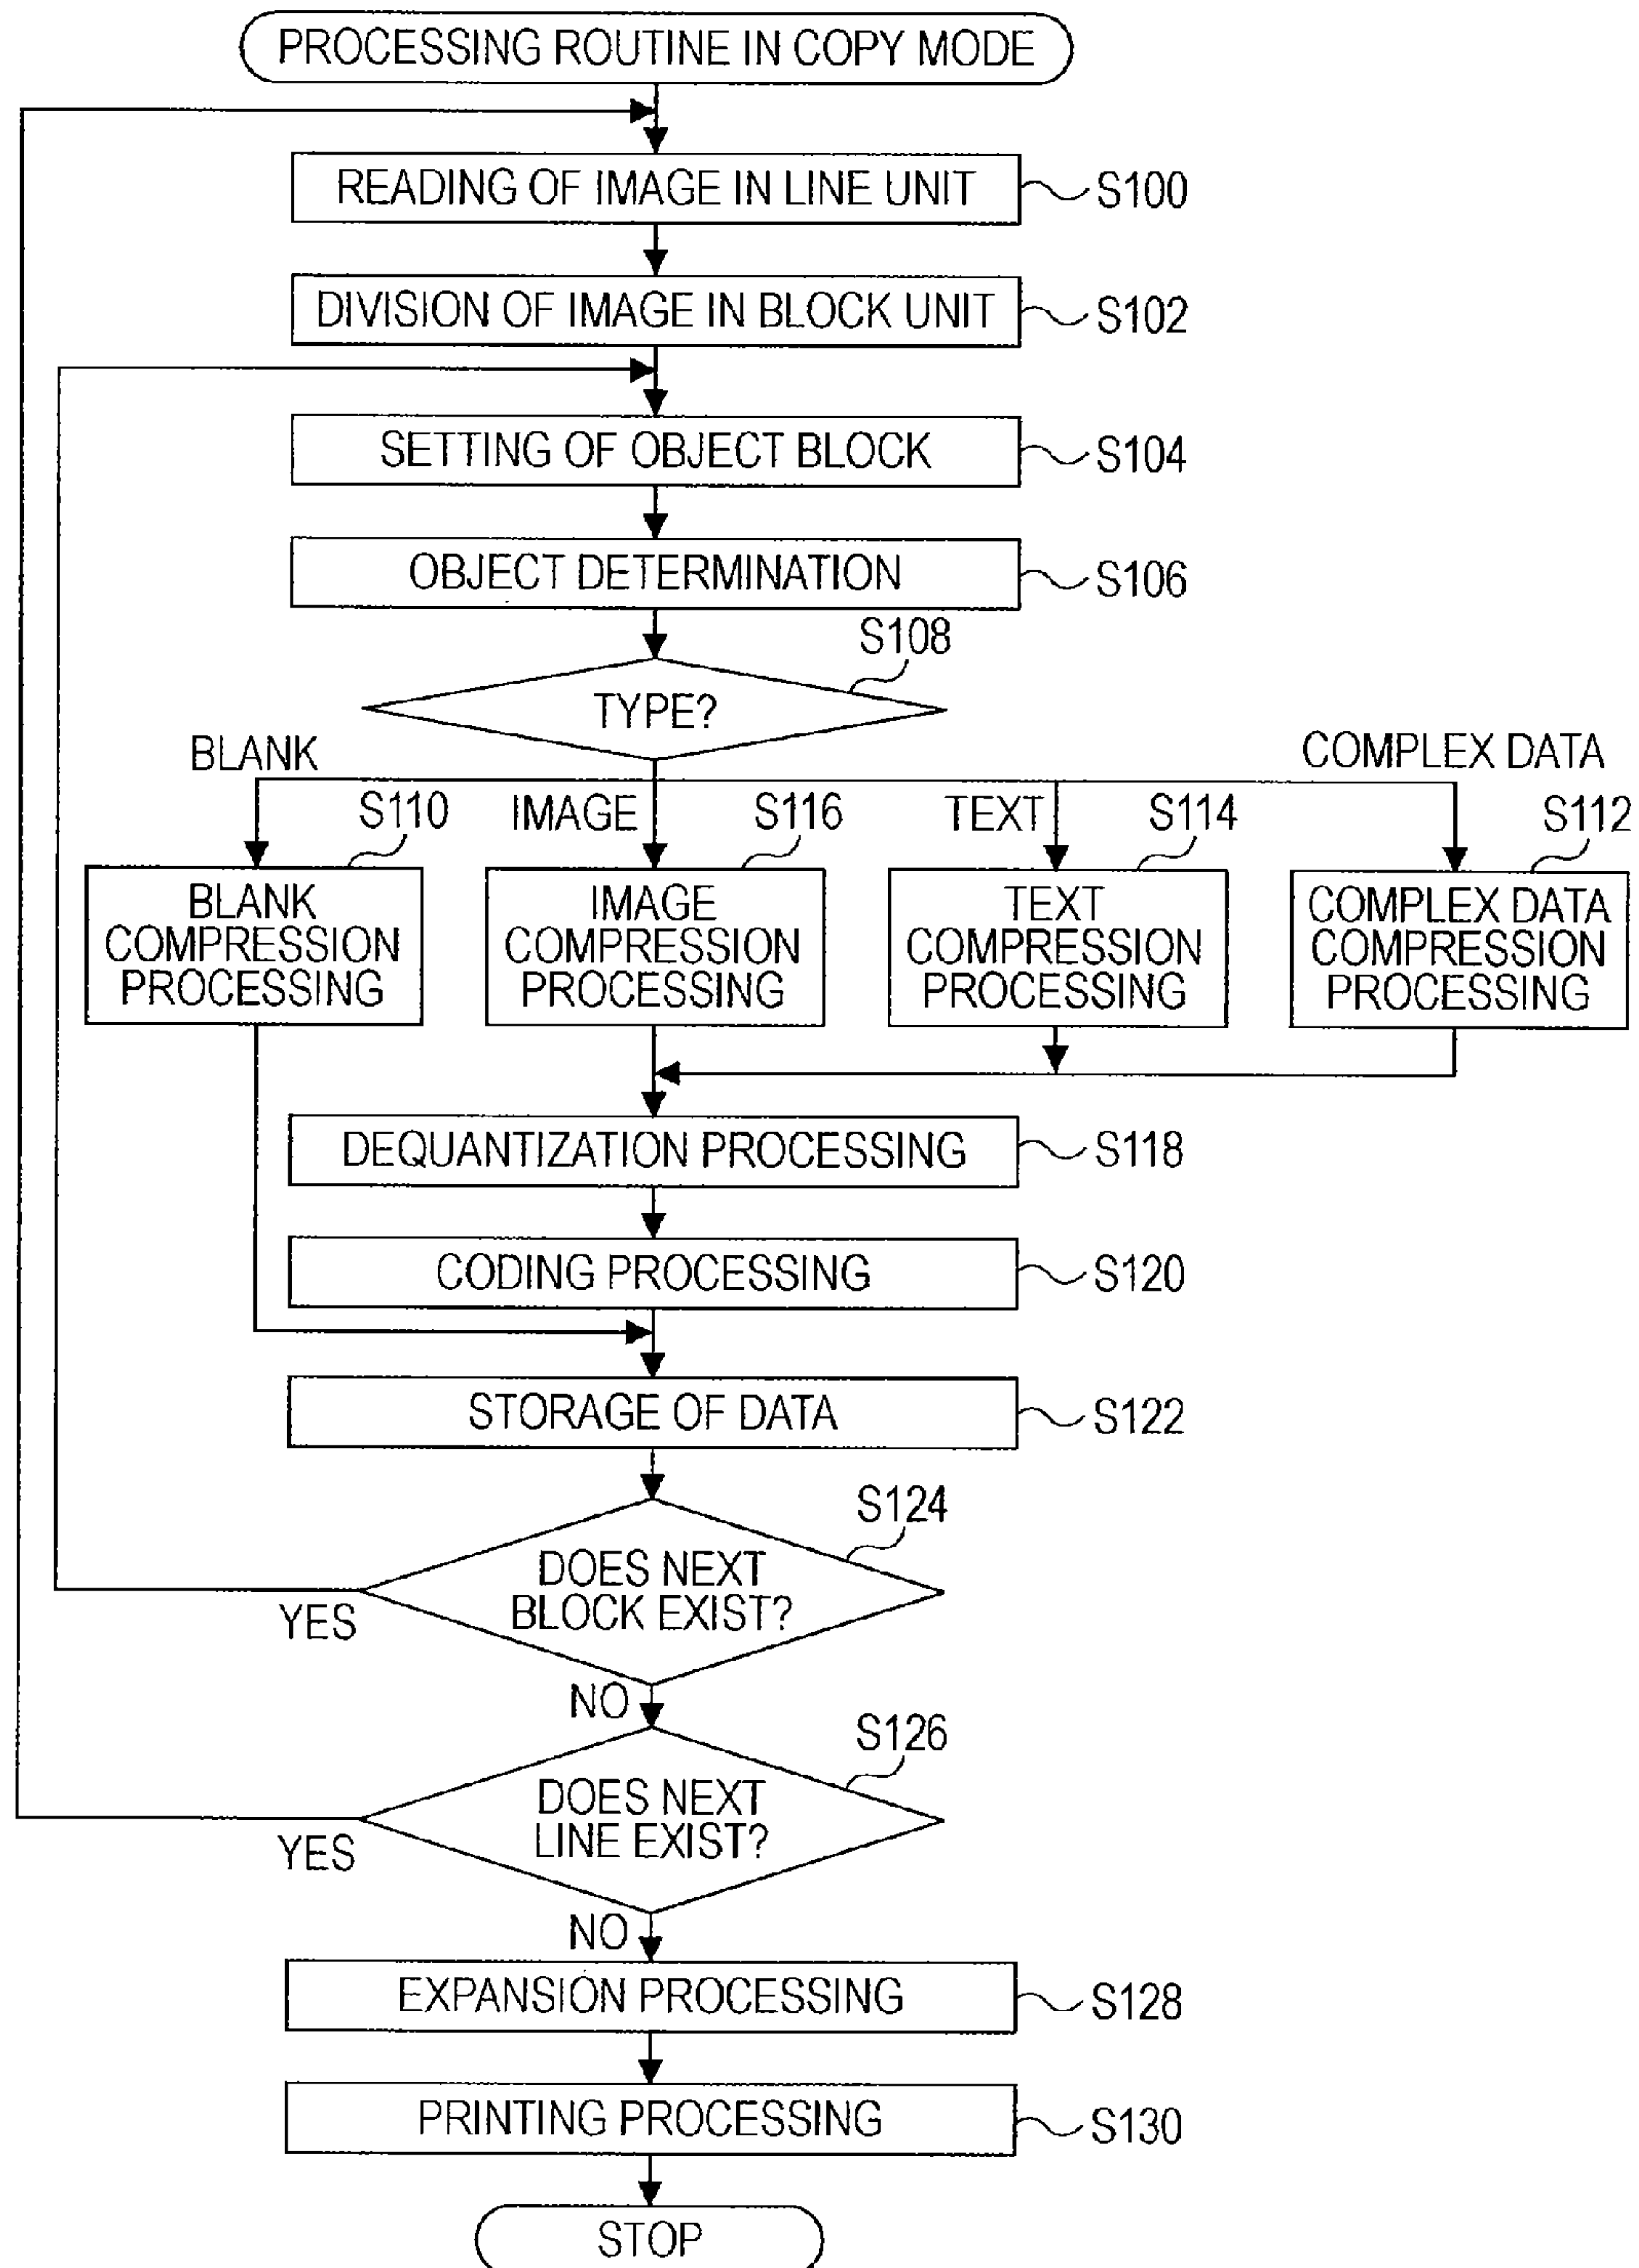 PROCESSING ROUTINE IN COPY MODE
READING OF IMAGE IN LINE UNIT
S100
DIVISION OF IMAGE IN BLOCK UNIT
S102
SETTING OF OBJECT BLOCK
S104
OBJECT DETERMINATION
S106
S108
TYPE?
BLANK
COMPLEX DATA
S110
IMAGE
S116
TEXT
S114
S112
BLANK
COMPRESSION
PROCESSING
IMAGE
COMPRESSION
PROCESSING
TEXT
COMPRESSION
PROCESSING
COMPLEX DATA
COMPRESSION
PROCESSING
DEQUANTIZATION PROCESSING
S118
CODING PROCESSING
S120
STORAGE OF DATA
S122
S124
DOES NEXT
BLOCK EXIST?
YES
NO
S126
DOES NEXT
LINE EXIST?
YES
NO
EXPANSION PROCESSING
S128
PRINTING PROCESSING
S130
STOP